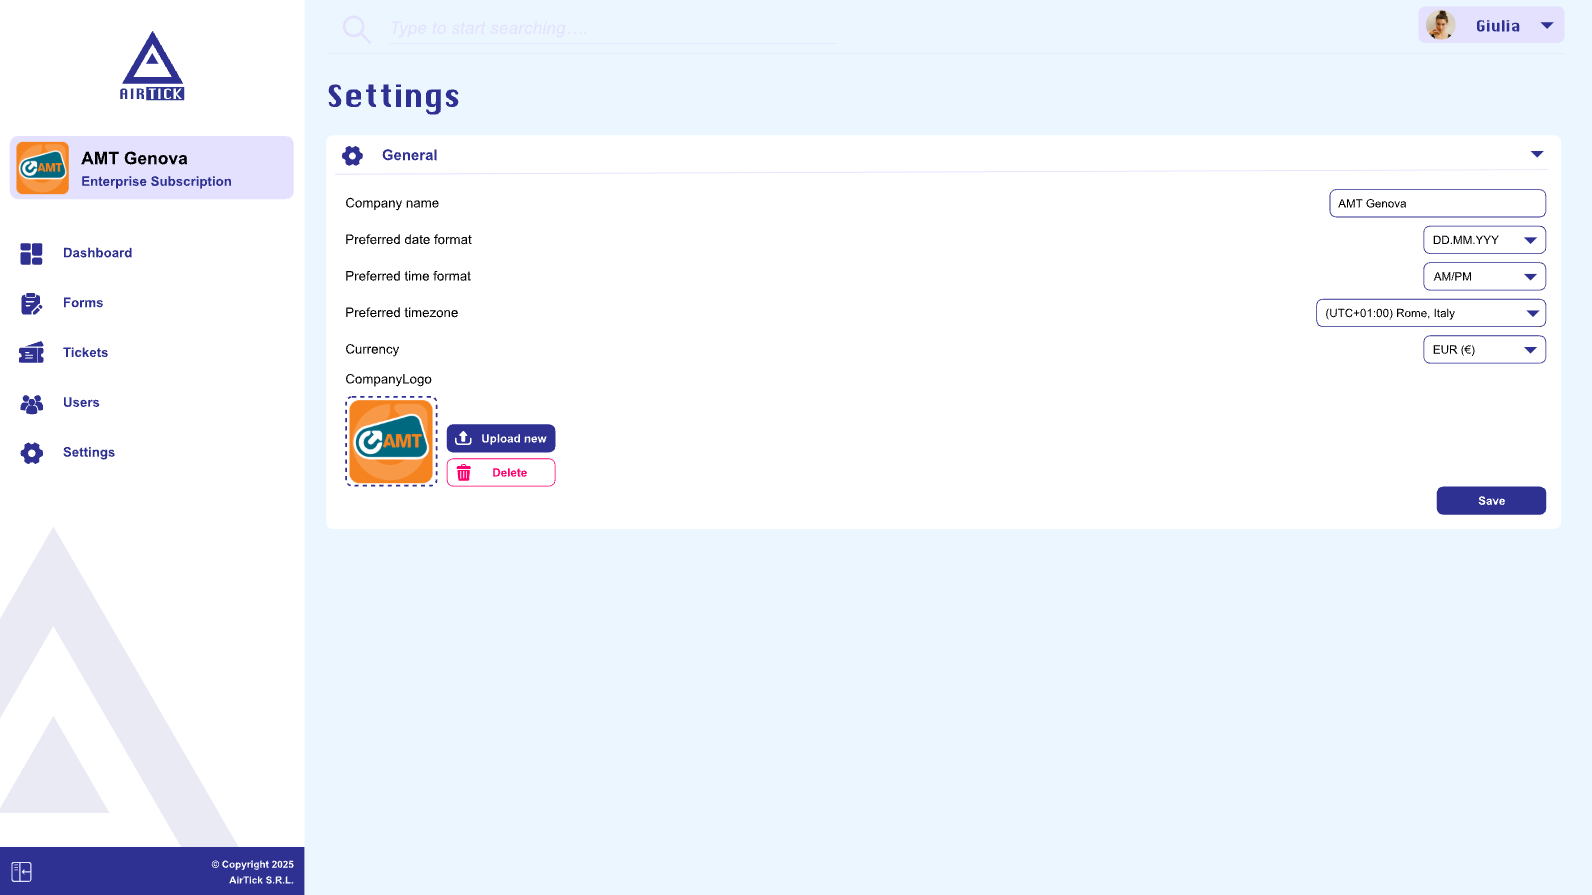 AIRTICK
AMT Genova
Enterprise Subscription
AMT
Dashboard
Forms
Tickets
Users
Settings
© Copyright 2025
AirTick S.R.L.
Type to start searching....
Giulia
Settings
General
Company name
AMT Genova
Preferred date format
DD.MM.YYY
Preferred time format
AM/PM
Preferred timezone
(UTC+01:00) Rome, Italy
Currency
EUR (€)
CompanyLogo
AMT
Upload new
Delete
Save